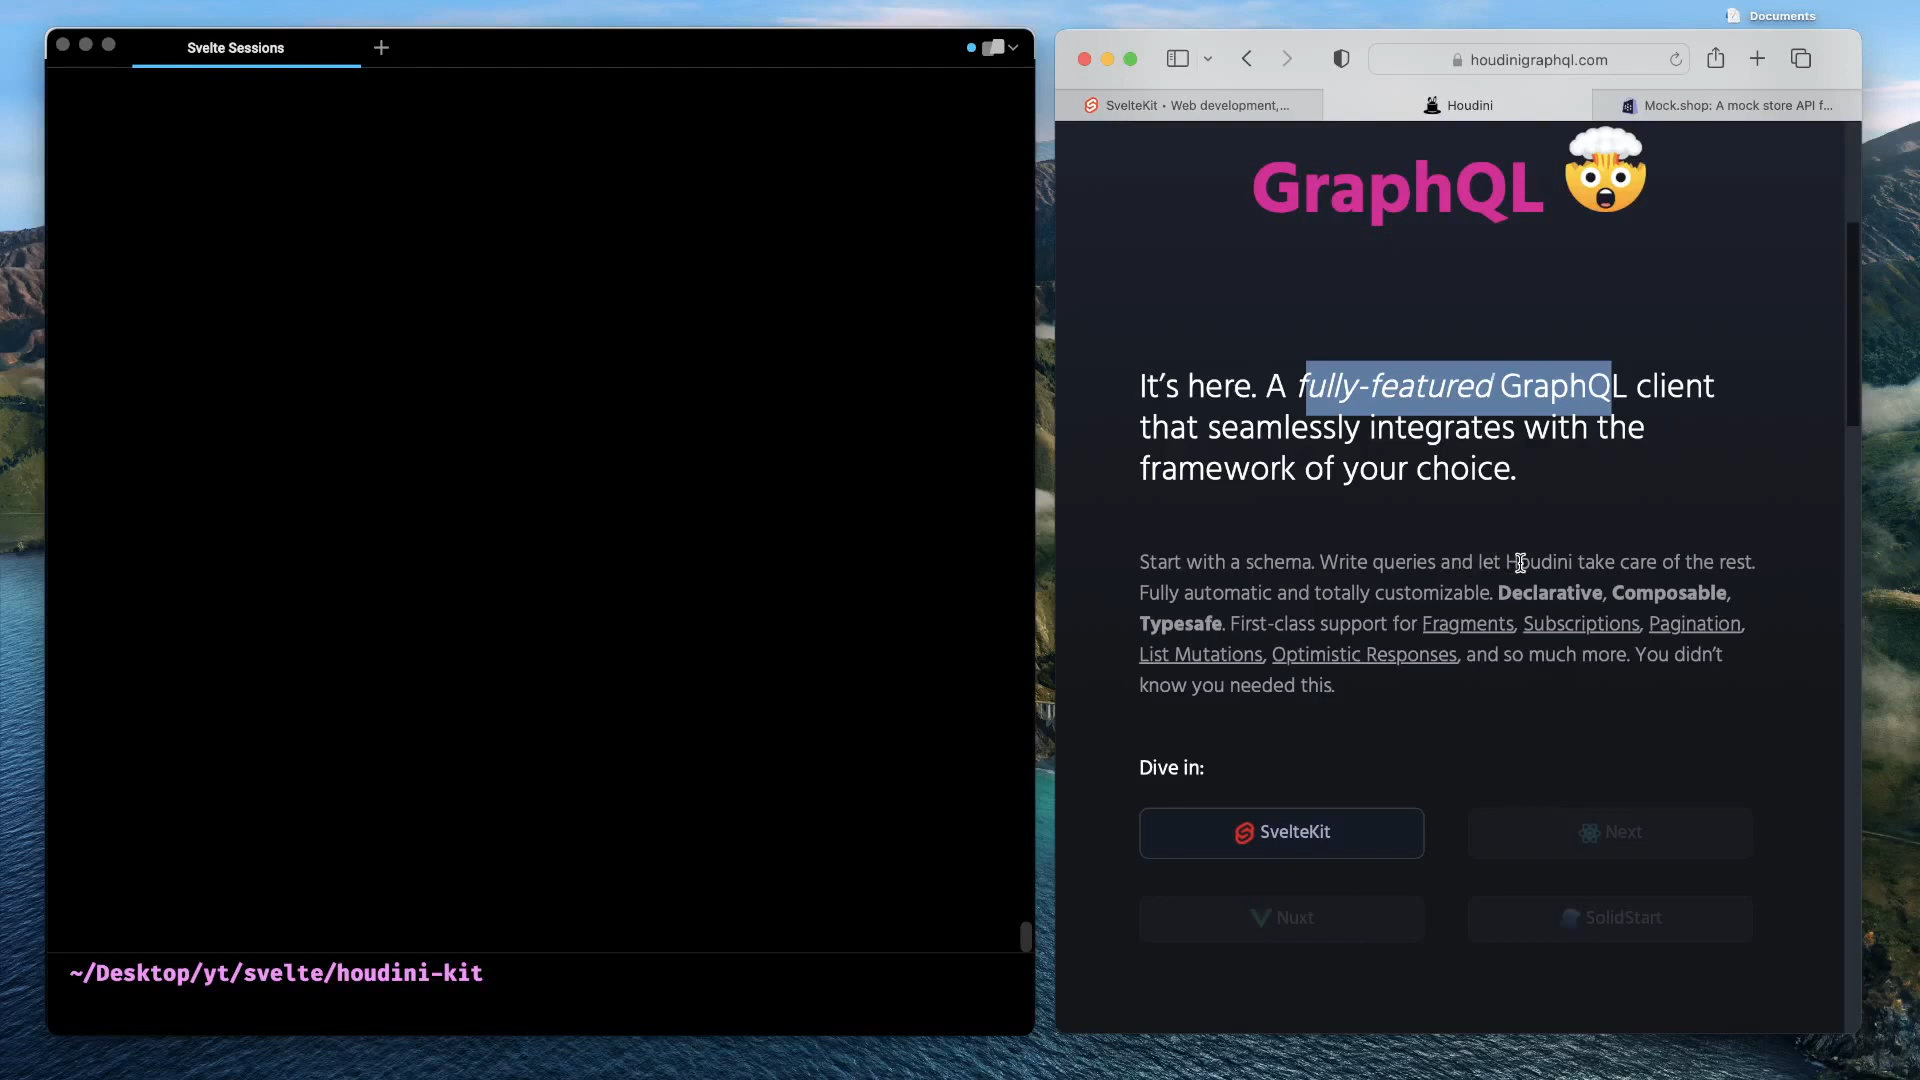 Documents
Svelte Sessions
houdinigraphql.com
SvelteKit • Web development,...
Houdini
Mock.shop: A mock store API f...
GraphQL
It's here. A fully-featured GraphQL client
that seamlessly integrates with the
framework of your choice.
Start with a schema. Write queries and let Houdini take care of the rest.
Fully automatic and totally customizable. Declarative, Composable,
Typesafe. First-class support for Fragments, Subscriptions, Pagination,
List Mutations, Optimistic Responses, and so much more. You didn't
know you needed this.
Dive in:
SvelteKit
Next
Nuxt
SolidStart
~/Desktop/yt/svelte/houdini-kit